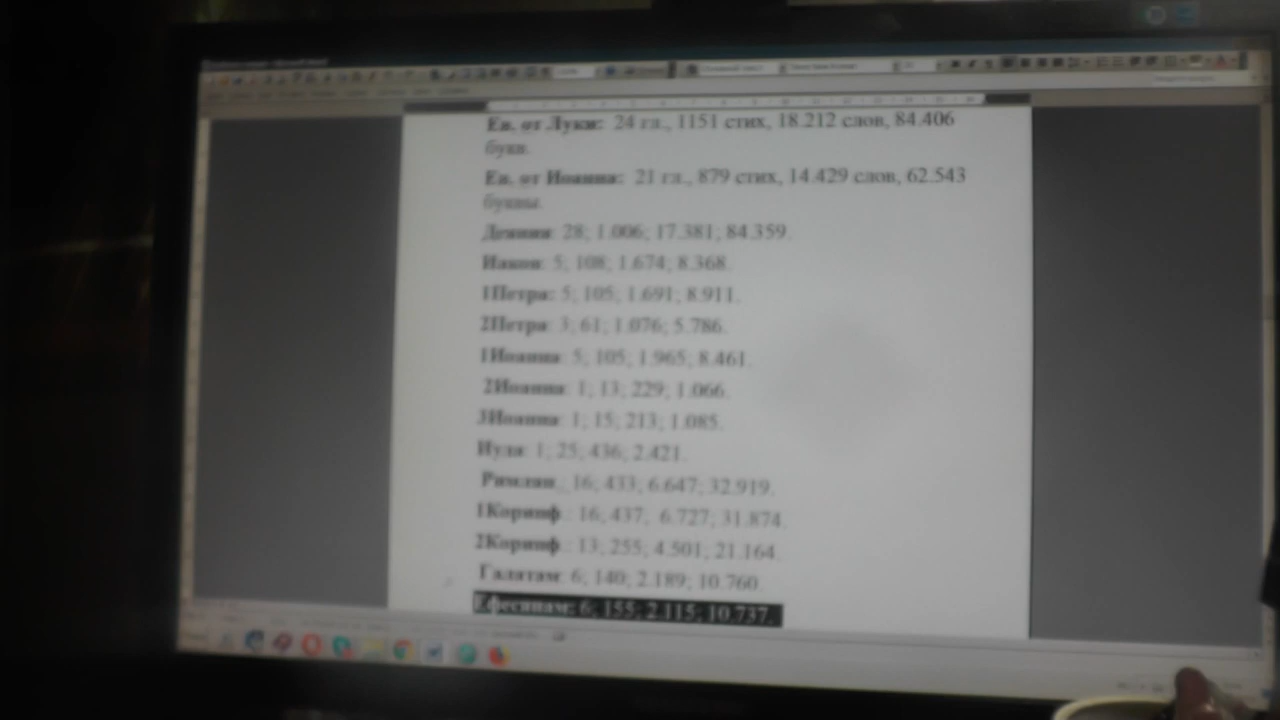 Ев. от Луки: 24 гл., 1151 стих, 18.212 слов, 84.406
букв.
Ев. от Иоанна: 21 гл., 879 стих, 14.429 слов, 62.543
буквы.
Деяния: 28; 1.006; 17.381; 84.359.
Иаков: 5; 108; 1.674; 8.368.
1Петра: 5; 105; 1.691; 8.911.
2Петра: 3; 61; 1.076; 5.786.
1Иоанна: 5; 105; 1.965; 8.461.
2Иоанна: 1; 13; 229; 1.066.
3Иоанна: 1; 15; 213; 1.085.
Иуда: 1; 25; 436; 2.421.
Римлян.: 16; 433; 6.647; 32.919.
1Коринф.: 16; 437; 6.727; 31.874.
2Коринф.: 13; 255; 4.501; 21.164.
Галатам: 6; 140; 2.189; 10.760.
Ефесянам: 6; 155; 2.115; 10.737.